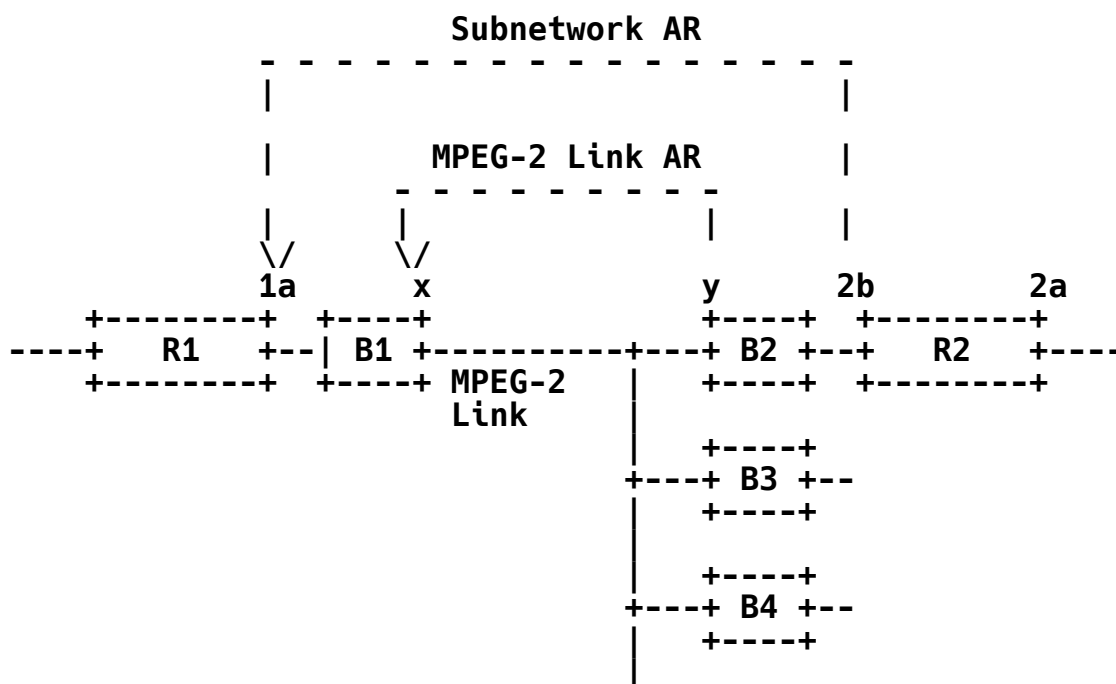 Subnetwork AR
             - - - - - - - - - - - - - - - -
             |                             |

             |        MPEG-2 Link AR       |
                    - - - - - - - - -
             |      |               |      |
             \/     \/
             1a      x              y      2b        2a
    +--------+  +----+              +----+  +--------+
----+   R1   +--| B1 +----------+---+ B2 +--+   R2   +----
    +--------+  +----+ MPEG-2   |   +----+  +--------+
                       Link     |
                                |   +----+
                                +---+ B3 +--
                                |   +----+
                                |
                                |   +----+
                                +---+ B4 +--
                                |   +----+
                                |